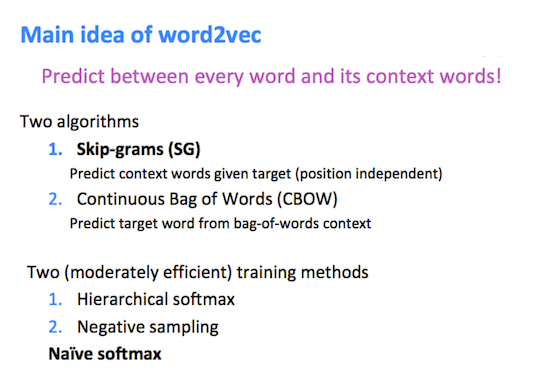 Main idea of word2vec
Predict between every word and its context words!
Two algorithms
1. Skip-grams (SG)
Predict context words given target (position independent)
2. Continuous Bag of Words (CBOW)
Predict target word from bag-of-words context
Two (moderately efficient) training methods
1. Hierarchical softmax
2. Negative sampling
Naïve softmax